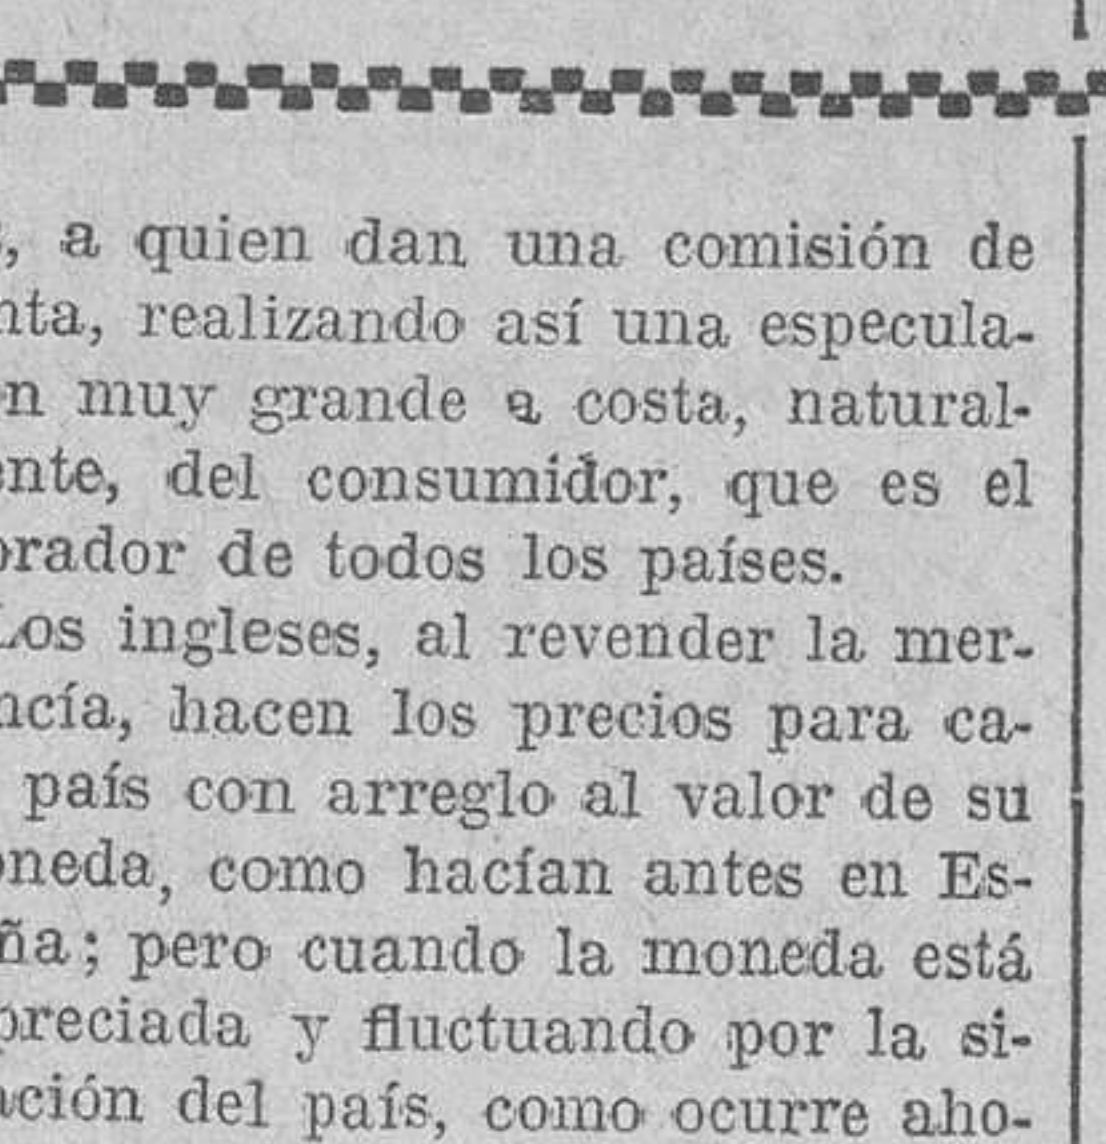 , a quien dan una comisión de
nta, realizando así una especula-
n muy grande a costa, natural-
ente, del consumidor, que es el
rador de todos los países.
Los ingleses, al revender la mer-
ncía, hacen los precios para ca-
país con arreglo al valor de su
oneda, como hacían antes en Es-
ña; pero cuando la moneda está
preciada y fluctuando por la si-
ación del país, como ocurre aho-